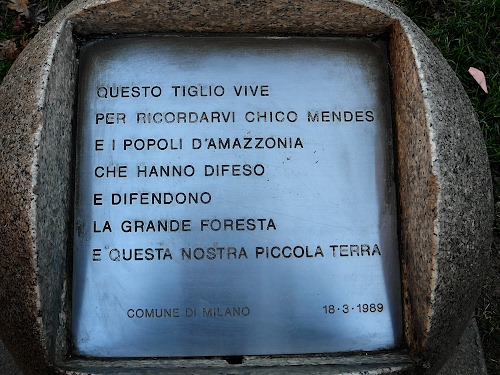 QUESTO TIGLIO VIVE
PER RICORDARVI CHICO MENDES
E I POPOLI D'AMAZZONIA
CHE HANNO DIFESO
E DIFENDONO
LA GRANDE FORESTA
E QUESTA NOSTRA PICCOLA TERRA
COMUNE DI MILANO 18·3·1989